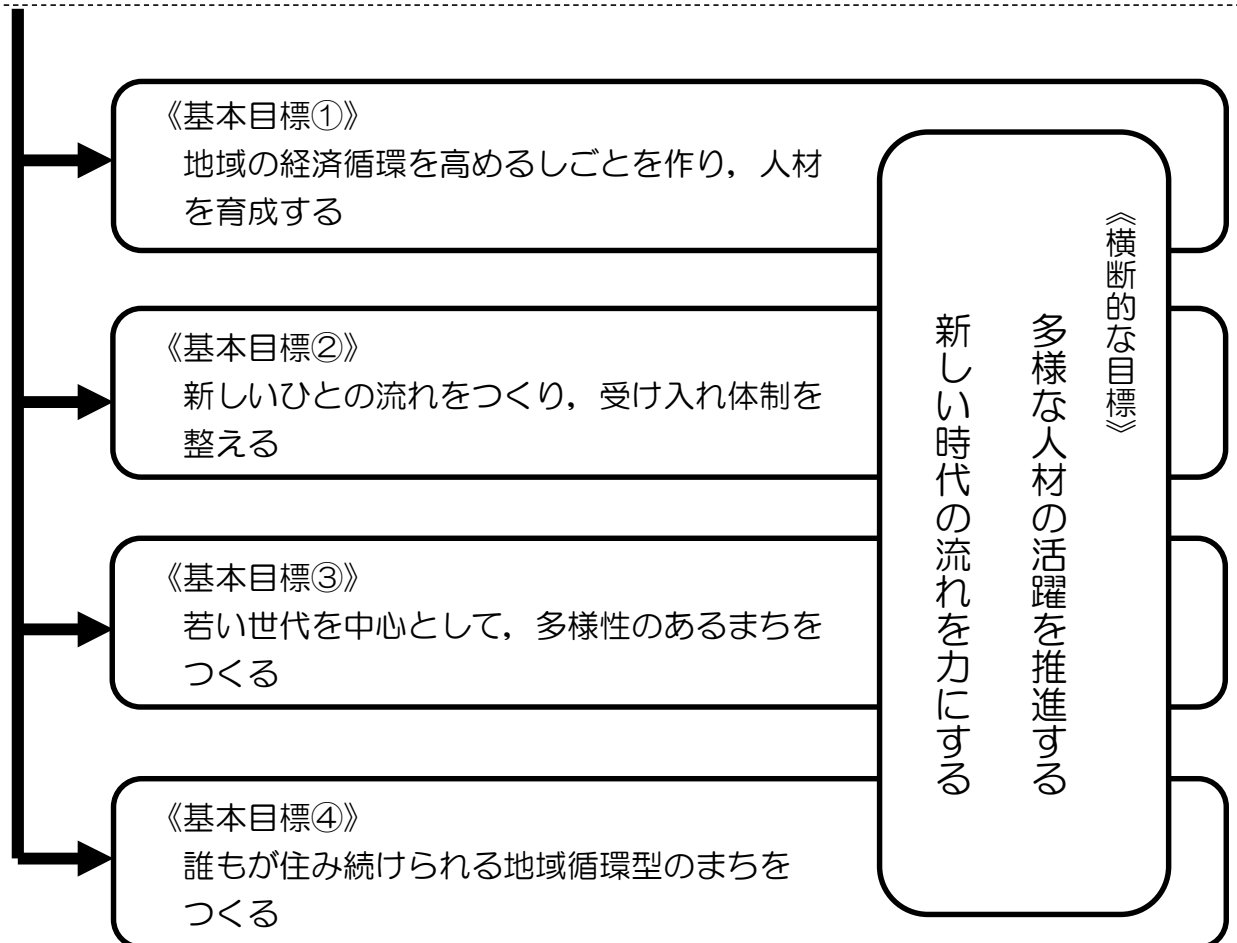 《基本目標①》
地域の経済循環を高めるしごとを作り，人材
を育成する
《基本目標②》
新しいひとの流れをつくり，受け入れ体制を
整える
《基本目標③》
若い世代を中心として，多様性のあるまちを
つくる
《基本目標④》
誰もが住み続けられる地域循環型のまちを
つくる
《横断的な目標》
多様な人材の活躍を推進する
新しい時代の流れを力にする